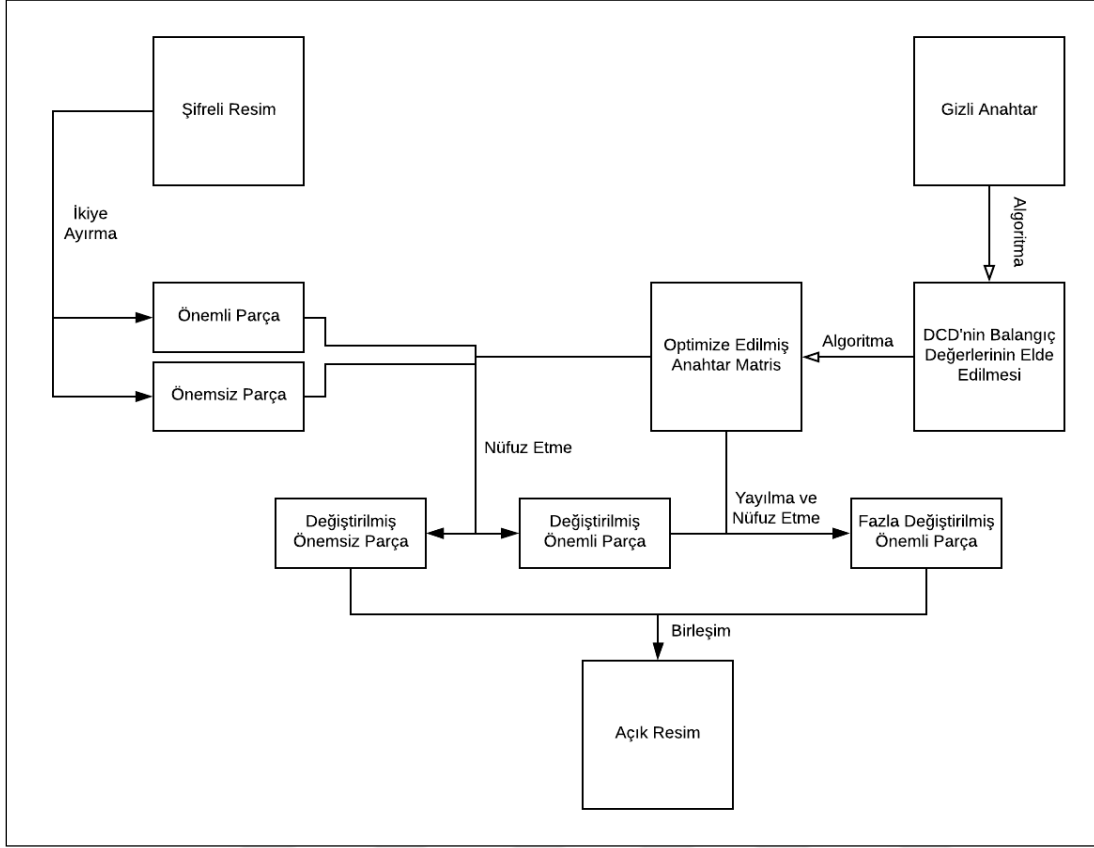 Şifreli Resim
Gizli Anahtar
İkiye
Ayırma
Algoritma
Önemli Parça
Önemsiz Parça
Optimize Edilmiş
Anahtar Matris
Algoritma
DCD'nin Balangıç
Değerlerinin Elde
Edilmesi
Nüfuz Etme
Yayılma ve
Nüfuz Etme
Değiştirilmiş
Önemsiz Parça
Değiştirilmiş
Önemli Parça
Fazla Değiştirilmiş
Önemli Parça
Birleşim
Açık Resim